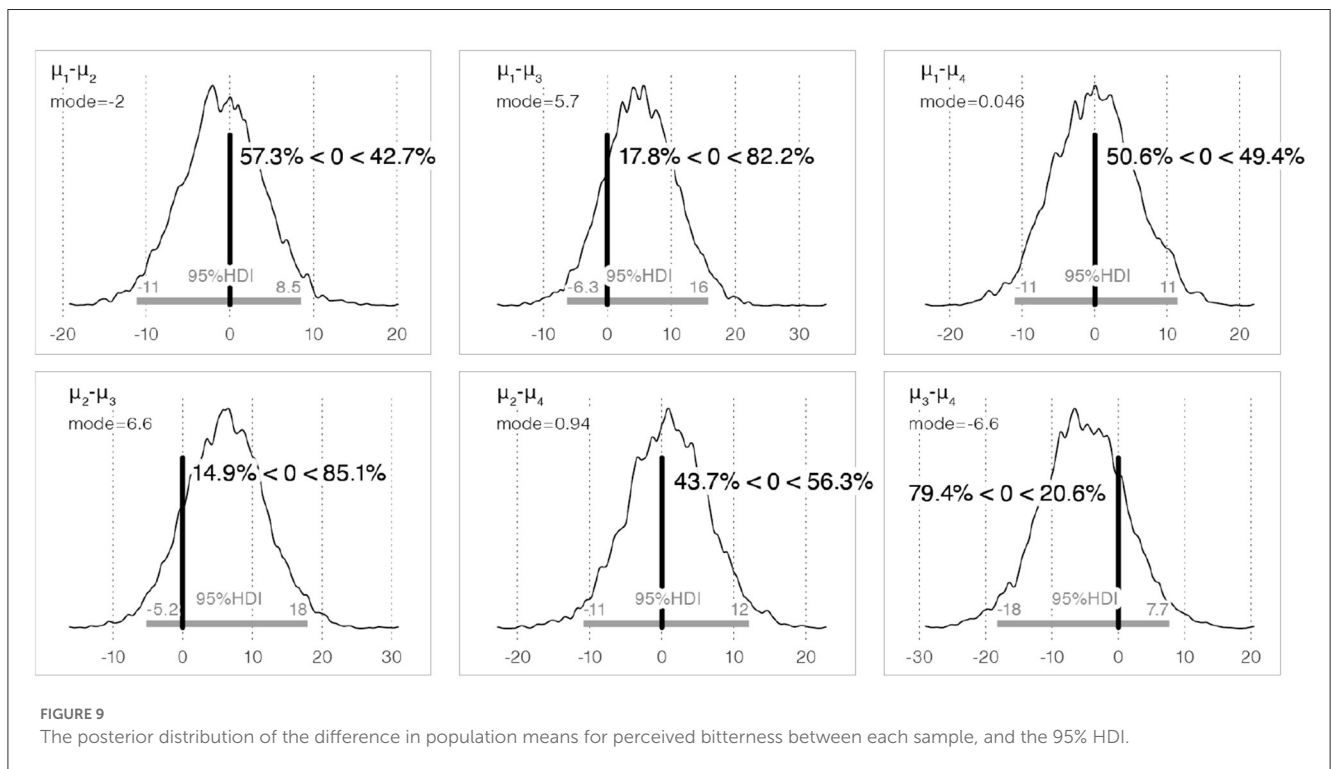 μ₁-μ₂
mode=-2
57.3% < 0 < 42.7%
95%HDI
-11 8.5
-20 -10 0 10 20
μ₁-μ₃
mode=5.7
17.8% < 0 < 82.2%
95%HDI
-6.3 16
-10 0 10 20 30
μ₁-μ₄
mode=0.046
50.6% < 0 < 49.4%
95%HDI
-11 11
-20 -10 0 10 20
μ₂-μ₃
mode=6.6
14.9% < 0 < 85.1%
95%HDI
-5.2 18
-10 0 10 20 30
μ₂-μ₄
mode=0.94
43.7% < 0 < 56.3%
95%HDI
-11 12
-20 -10 0 10 20
μ₃-μ₄
mode=-6.6
79.4% < 0 < 20.6%
95%HDI
-18 7.7
-30 -20 -10 0 10 20
FIGURE 9
The posterior distribution of the difference in population means for perceived bitterness between each sample, and the 95% HDI.